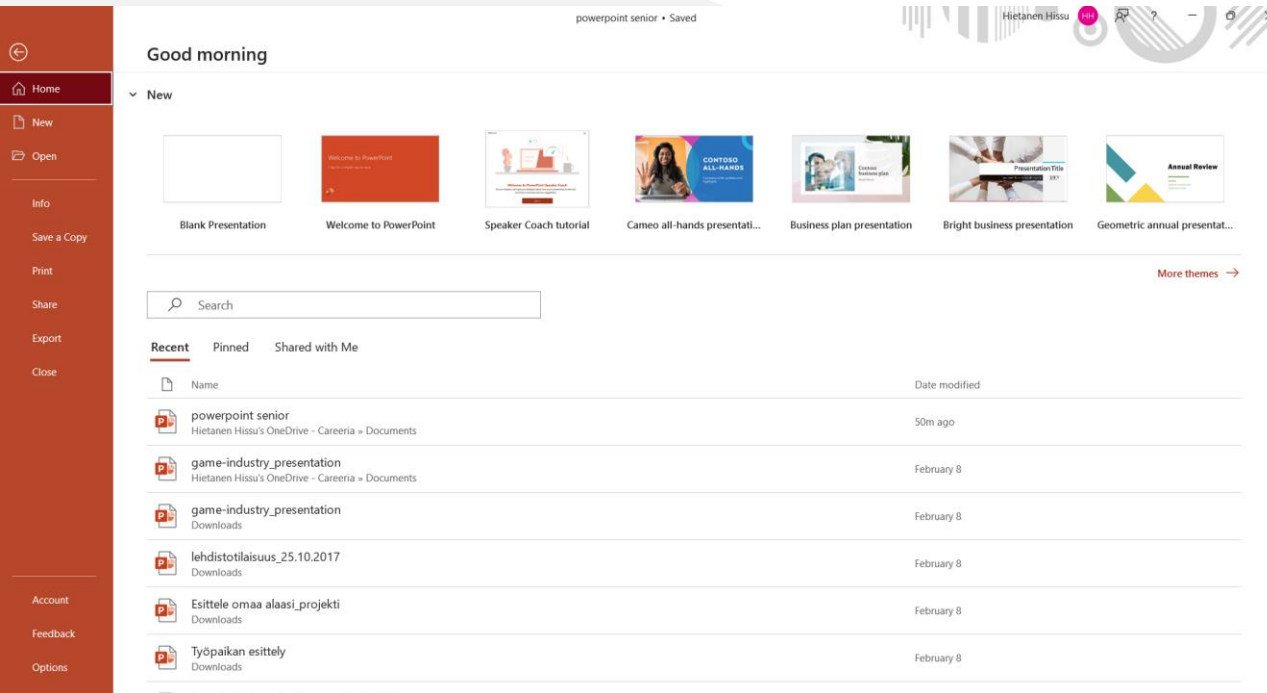 powerpoint senior • Saved
Hietanen Hissu
HH
?
Good morning
Home
New
Open
Info
Save a Copy
Print
Share
Export
Close
Account
Feedback
Options
New
Welcome to PowerPoint
CONTOSO
ALL-HANDS
Contoso
business plan
Presentation Title
Annual Review
Blank Presentation
Welcome to PowerPoint
Speaker Coach tutorial
Cameo all-hands presentati...
Business plan presentation
Bright business presentation
Geometric annual presentat...
More themes
Search
Recent Pinned Shared with Me
Name Date modified
powerpoint senior
Hietanen Hissu's OneDrive - Careeria » Documents
50m ago
game-industry_presentation
Hietanen Hissu's OneDrive - Careeria » Documents
February 8
game-industry_presentation
Downloads
February 8
lehdistotilaisuus_25.10.2017
Downloads
February 8
Esittele omaa alaasi_projekti
Downloads
February 8
Työpaikan esittely
Downloads
February 8